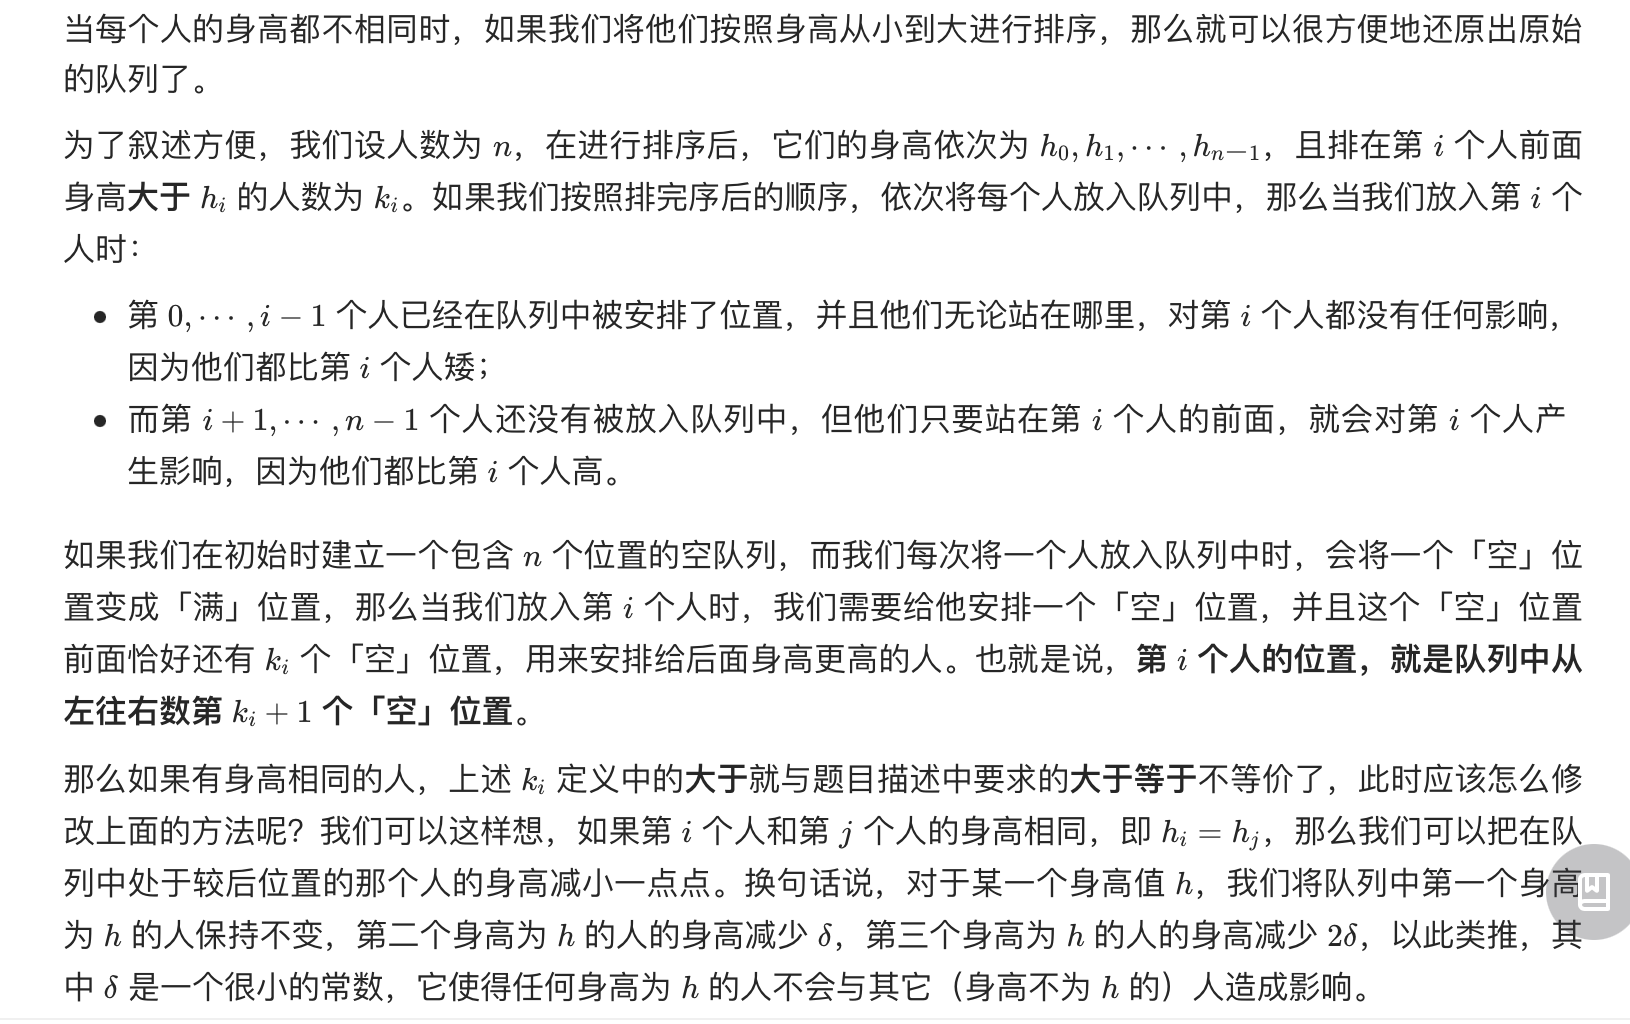 当每个人的身高都不相同时，如果我们将他们按照身高从小到大进行排序，那么就可以很方便地还原出原始
的队列了。
为了叙述方便，我们设人数为 n，在进行排序后，它们的身高依次为 h₀, h₁, ⋯ , hₙ₋₁，且排在第 i 个人前面
身高大于 hᵢ 的人数为 kᵢ。如果我们按照排完序后的顺序，依次将每个人放入队列中，那么当我们放入第 i 个
人时：
• 第 0, ⋯ , i − 1 个人已经在队列中被安排了位置，并且他们无论站在哪里，对第 i 个人都没有任何影响，
因为他们都比第 i 个人矮；
• 而第 i + 1, ⋯ , n − 1 个人还没有被放入队列中，但他们只要站在第 i 个人的前面，就会对第 i 个人产
生影响，因为他们都比第 i 个人高。
如果我们在初始时建立一个包含 n 个位置的空队列，而我们每次将一个人放入队列中时，会将一个「空」位
置变成「满」位置，那么当我们放入第 i 个人时，我们需要给他安排一个「空」位置，并且这个「空」位置
前面恰好还有 kᵢ 个「空」位置，用来安排给后面身高更高的人。也就是说，第 i 个人的位置，就是队列中从
左往右数第 kᵢ + 1 个「空」位置。
那么如果有身高相同的人，上述 kᵢ 定义中的大于就与题目描述中要求的大于等于不等价了，此时应该怎么修
改上面的方法呢？我们可以这样想，如果第 i 个人和第 j 个人的身高相同，即 hᵢ = hⱼ，那么我们可以把在队
列中处于较后位置的那个人的身高减小一点点。换句话说，对于某一个身高值 h，我们将队列中第一个身高
为 h 的人保持不变，第二个身高为 h 的人的身高减少 δ，第三个身高为 h 的人的身高减少 2δ，以此类推，其
中 δ 是一个很小的常数，它使得任何身高为 h 的人不会与其它（身高不为 h 的）人造成影响。